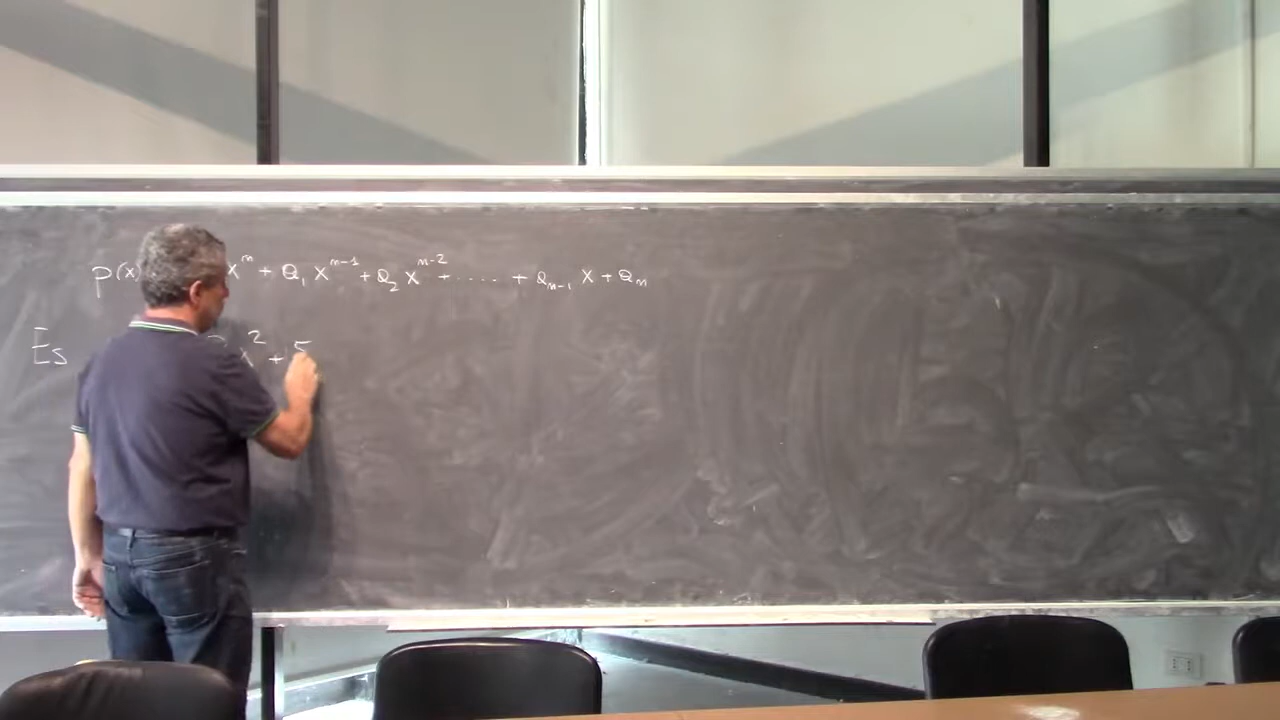 p(x) x^n + a_1 x^{n-1} + a_2 x^{n-2} + ..... + a_{n-1} x + a_n
Es x^2 + 5